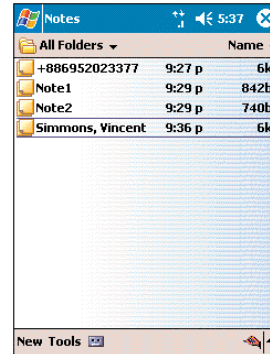 Notes 5:37
All Folders Name
+886952023377 9:27 p 6k
Note1 9:29 p 842b
Note2 9:29 p 740b
Simmons, Vincent 9:36 p 6k
New Tools